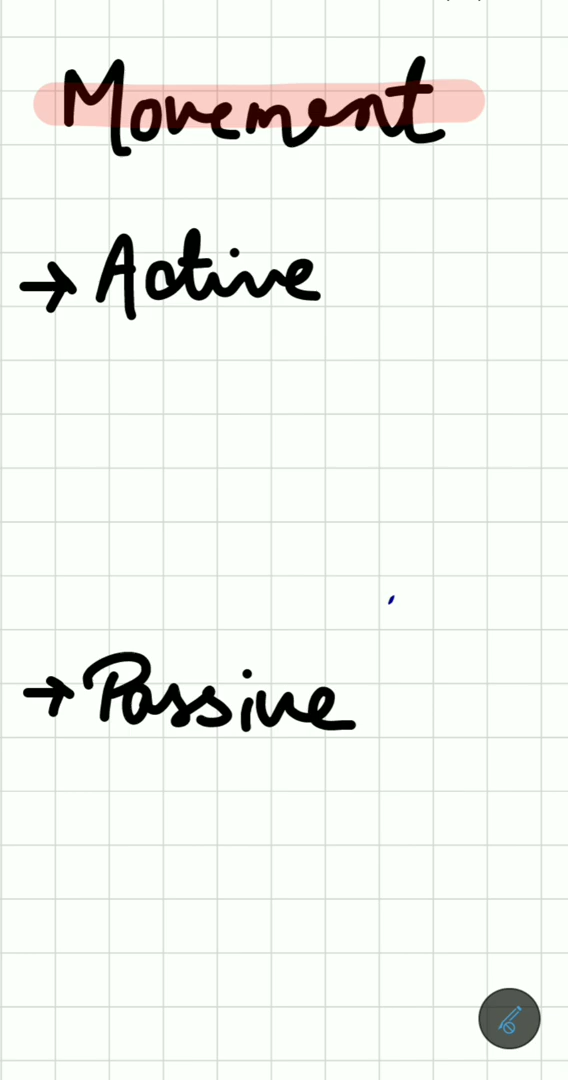 Movement
→ Active
→ Passive